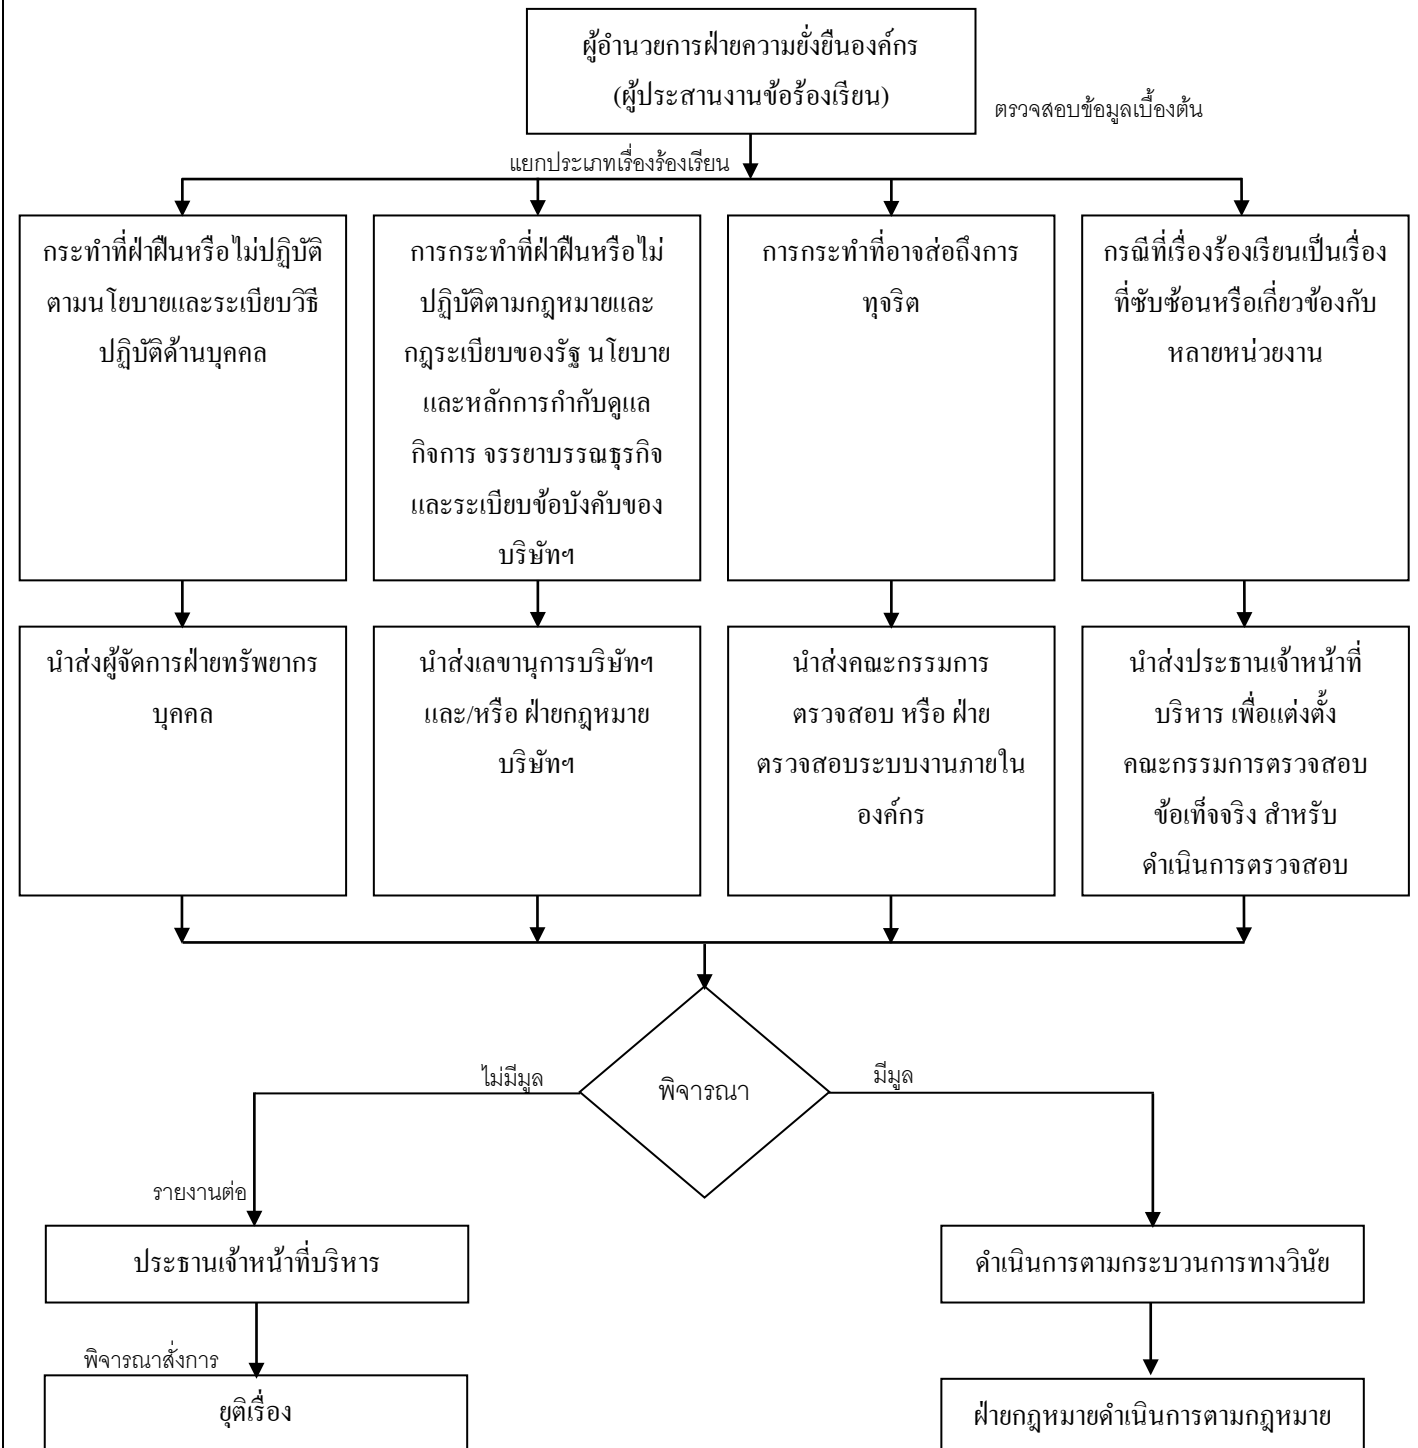 ผู้อำนวยการฝ่ายความยั่งยืนองค์กร
(ผู้ประสานงานข้อร้องเรียน)
ตรวจสอบข้อมูลเบื้องต้น
แยกประเภทเรื่องร้องเรียน
กระทำที่ฝ่าฝืนหรือไม่ปฏิบัติ
ตามนโยบายและระเบียบวิธี
ปฏิบัติด้านบุคคล
การกระทำที่ฝ่าฝืนหรือไม่
ปฏิบัติตามกฎหมายและ
กฎระเบียบของรัฐ นโยบาย
และหลักการกำกับดูแล
กิจการ จรรยาบรรณธุรกิจ
และระเบียบข้อบังคับของ
บริษัทฯ
การกระทำที่อาจส่อถึงการ
ทุจริต
กรณีที่เรื่องร้องเรียนเป็นเรื่อง
ที่ซับซ้อนหรือเกี่ยวข้องกับ
หลายหน่วยงาน
นำส่งผู้จัดการฝ่ายทรัพยากร
บุคคล
นำส่งเลขานุการบริษัทฯ
และ/หรือ ฝ่ายกฎหมาย
บริษัทฯ
นำส่งคณะกรรมการ
ตรวจสอบ หรือ ฝ่าย
ตรวจสอบระบบงานภายใน
องค์กร
นำส่งประธานเจ้าหน้าที่
บริหาร เพื่อแต่งตั้ง
คณะกรรมการตรวจสอบ
ข้อเท็จจริง สำหรับ
ดำเนินการตรวจสอบ
ไม่มีมูล
พิจารณา
มีมูล
รายงานต่อ
ประธานเจ้าหน้าที่บริหาร
ดำเนินการตามกระบวนการทางวินัย
พิจารณาสั่งการ
ยุติเรื่อง
ฝ่ายกฎหมายดำเนินการตามกฎหมาย